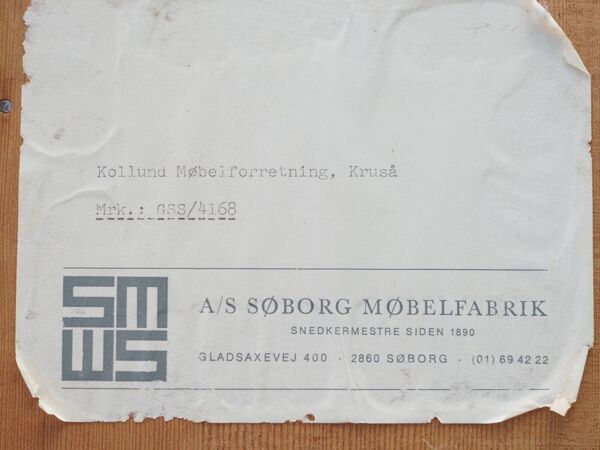 Kollund Møbelforretning, Kruså
Mrk.: GSS/4168
SM
WS
A/S SØBORG MØBELFABRIK
SNEDKERMESTRE SIDEN 1890
GLADSAXEVEJ 400 · 2860 SØBORG · (01) 69 42 22